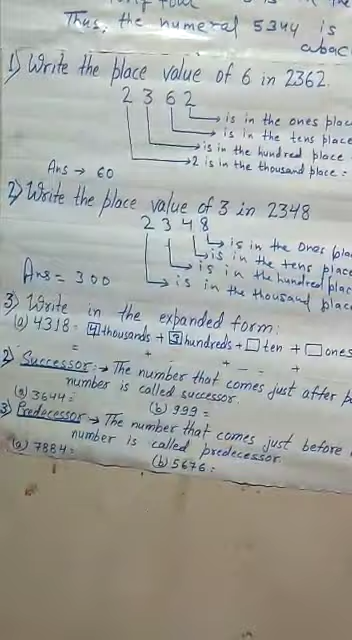 Thus, the numeral 5344 is
abac
1) Write the place value of 6 in 2362.
2 3 6 2
is in the ones plac
is in the tens place
is in the hundred place
2 is in the thousand place =
Ans → 60
2) Write the place value of 3 in 2348
2 3 4 8
is in the Ones pla
is in the tens place
is in the hundred plac
is in the thousand place
Ans = 300
3) Write in the expanded form:
(a) 4318 = 4 thousands + 3 hundreds + ten + ones
= + + - - +
2) Successor :→ The number that comes just after
number is called successor.
(a) 3644 = (b) 999 =
3) Predecessor → The number that comes just before
number is called predecessor.
(a) 7884 = (b) 5676 =